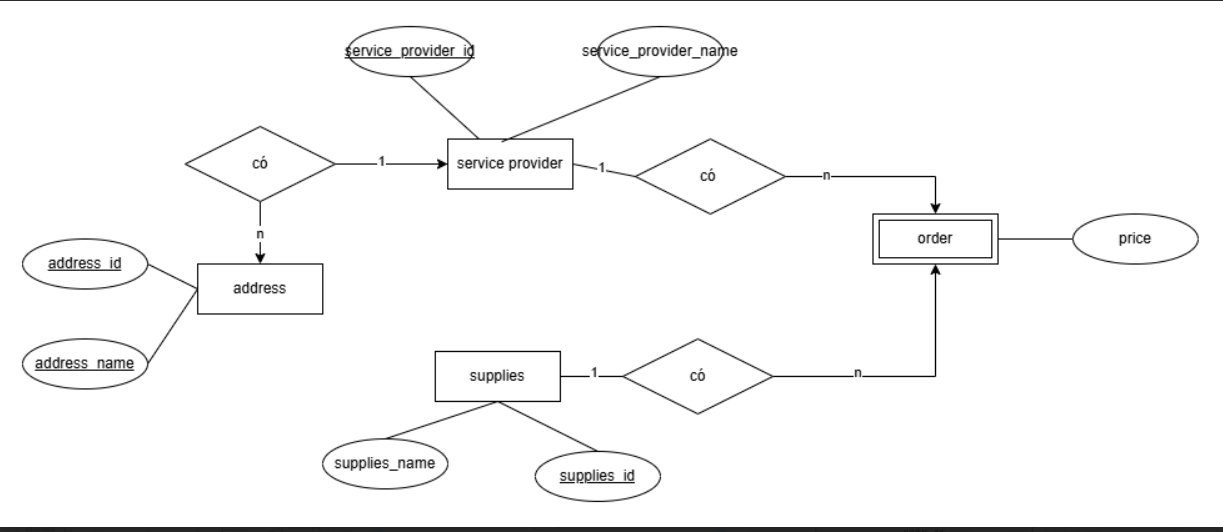 service_provider_id
service_provider_name
có
1
service provider
1
có
n
n
order
price
address_id
address
address_name
supplies
1
có
n
supplies_name
supplies_id